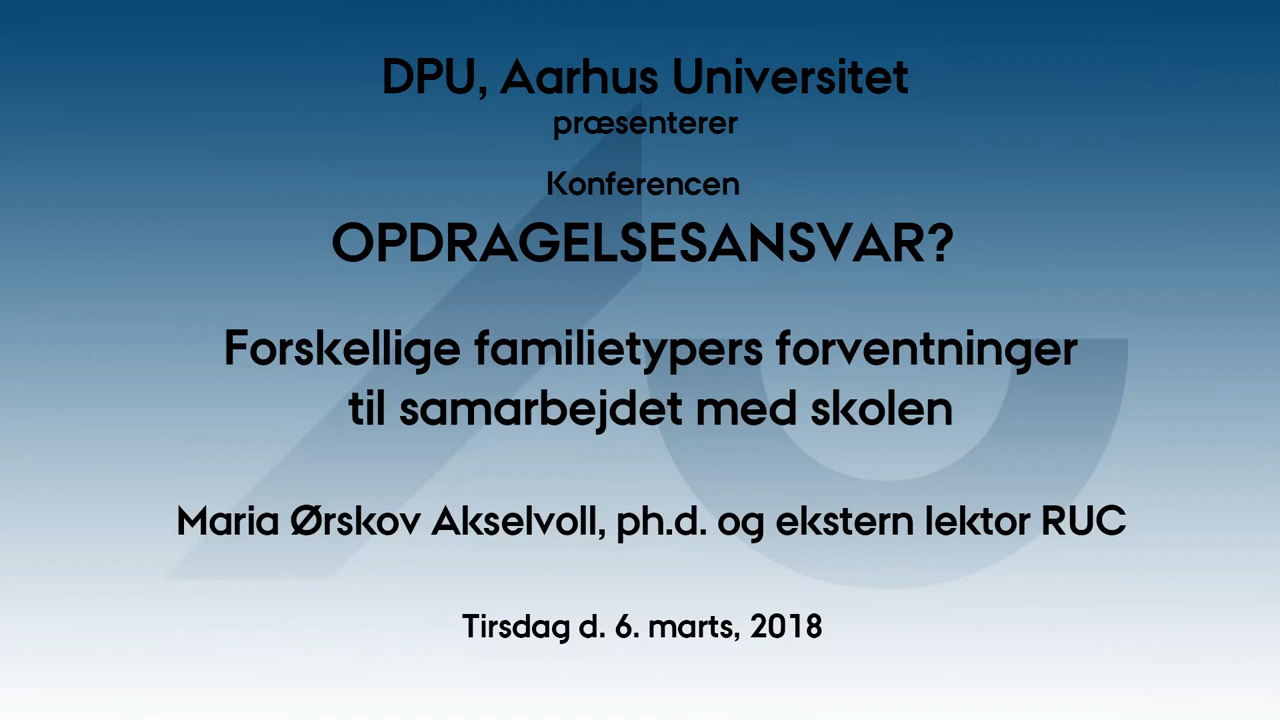 DPU, Aarhus Universitet
præsenterer
Konferencen
OPDRAGELSESANSVAR?
Forskellige familietypers forventninger
til samarbejdet med skolen
Maria Ørskov Akselvoll, ph.d. og ekstern lektor RUC
Tirsdag d. 6. marts, 2018